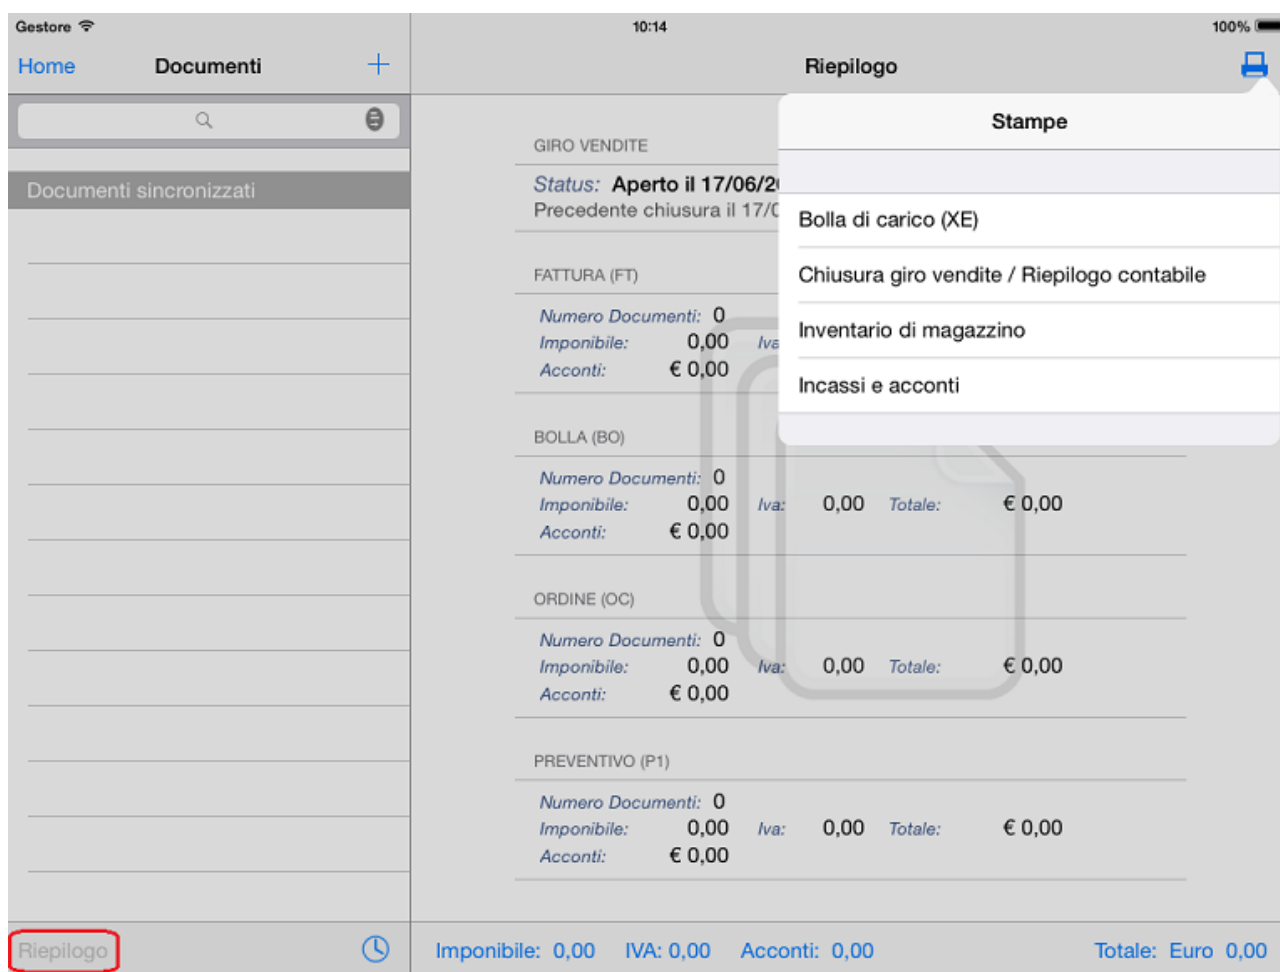 Gestore 10:14 100%
Home Documenti + Riepilogo
Stampe
Documenti sincronizzati
GIRO VENDITE
Status: Aperto il 17/06/2
Precedente chiusura il 17/0
Bolla di carico (XE)
Chiusura giro vendite / Riepilogo contabile
Inventario di magazzino
Incassi e acconti
FATTURA (FT)
Numero Documenti: 0
Imponibile: 0,00 Iva
Acconti: € 0,00
BOLLA (BO)
Numero Documenti: 0
Imponibile: 0,00 Iva: 0,00 Totale: € 0,00
Acconti: € 0,00
ORDINE (OC)
Numero Documenti: 0
Imponibile: 0,00 Iva: 0,00 Totale: € 0,00
Acconti: € 0,00
PREVENTIVO (P1)
Numero Documenti: 0
Imponibile: 0,00 Iva: 0,00 Totale: € 0,00
Acconti: € 0,00
Riepilogo
Imponibile: 0,00 IVA: 0,00 Acconti: 0,00 Totale: Euro 0,00